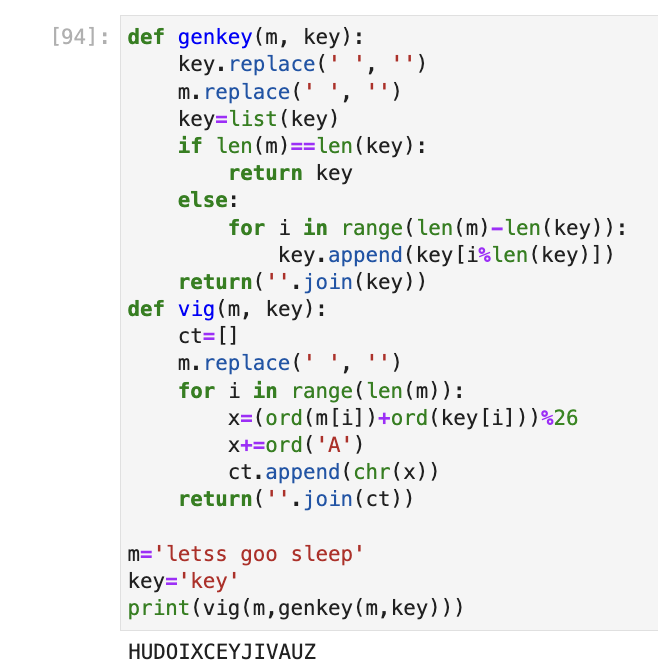 [94]: def genkey(m, key):
    key.replace(' ', '')
    m.replace(' ', '')
    key=list(key)
    if len(m)==len(key):
        return key
    else:
        for i in range(len(m)-len(key)):
            key.append(key[i%len(key)])
    return(''.join(key))
def vig(m, key):
    ct=[]
    m.replace(' ', '')
    for i in range(len(m)):
        x=(ord(m[i])+ord(key[i]))%26
        x+=ord('A')
        ct.append(chr(x))
    return(''.join(ct))

m='letss goo sleep'
key='key'
print(vig(m,genkey(m,key)))
HUDOIXCEYJIVAUZ